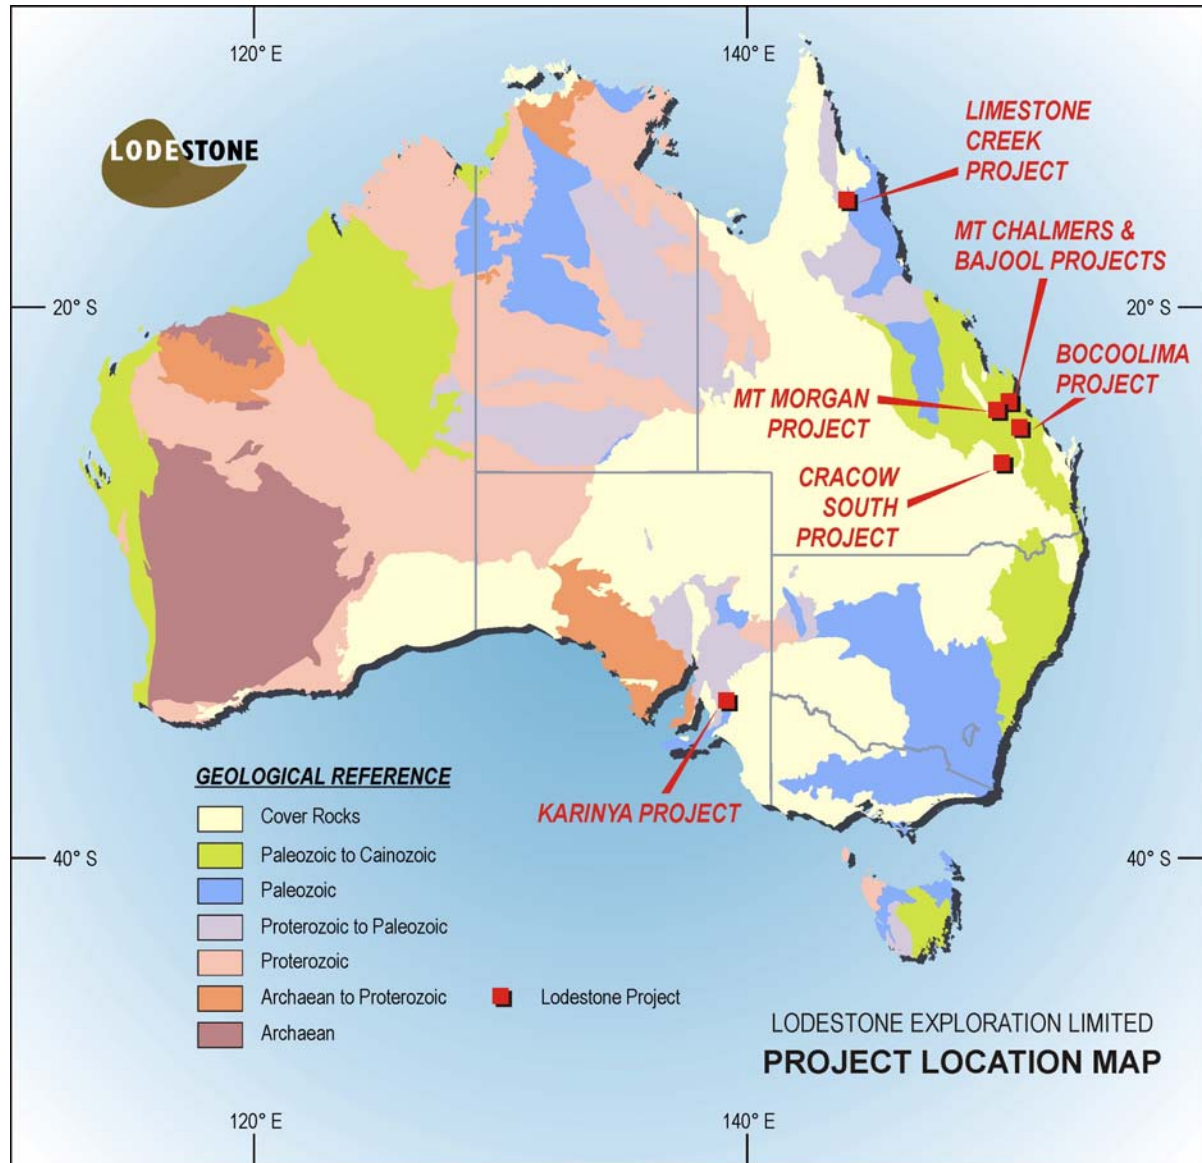 120° E
140° E
LODESTONE
LIMESTONE
CREEK
PROJECT
MT CHALMERS &
BAJOOL PROJECTS
20° S
20° S
BOCOOLIMA
PROJECT
MT MORGAN
PROJECT
CRACOW
SOUTH
PROJECT
KARINYA PROJECT
GEOLOGICAL REFERENCE
Cover Rocks
Paleozoic to Cainozoic
Paleozoic
Proterozoic to Paleozoic
Proterozoic
Archaean to Proterozoic
Archaean
Lodestone Project
40° S
40° S
LODESTONE EXPLORATION LIMITED
PROJECT LOCATION MAP
120° E
140° E